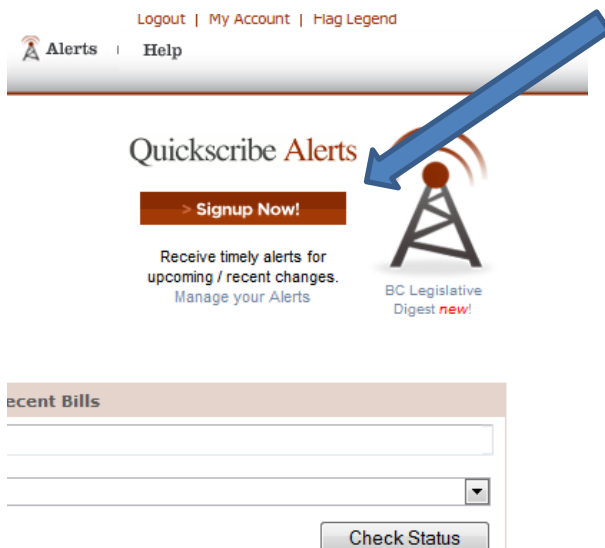 Logout | My Account | Flag Legend
Alerts | Help
Quickscribe Alerts
> Signup Now!
Receive timely alerts for
upcoming / recent changes.
Manage your Alerts
BC Legislative
Digest new!
ecent Bills
Check Status